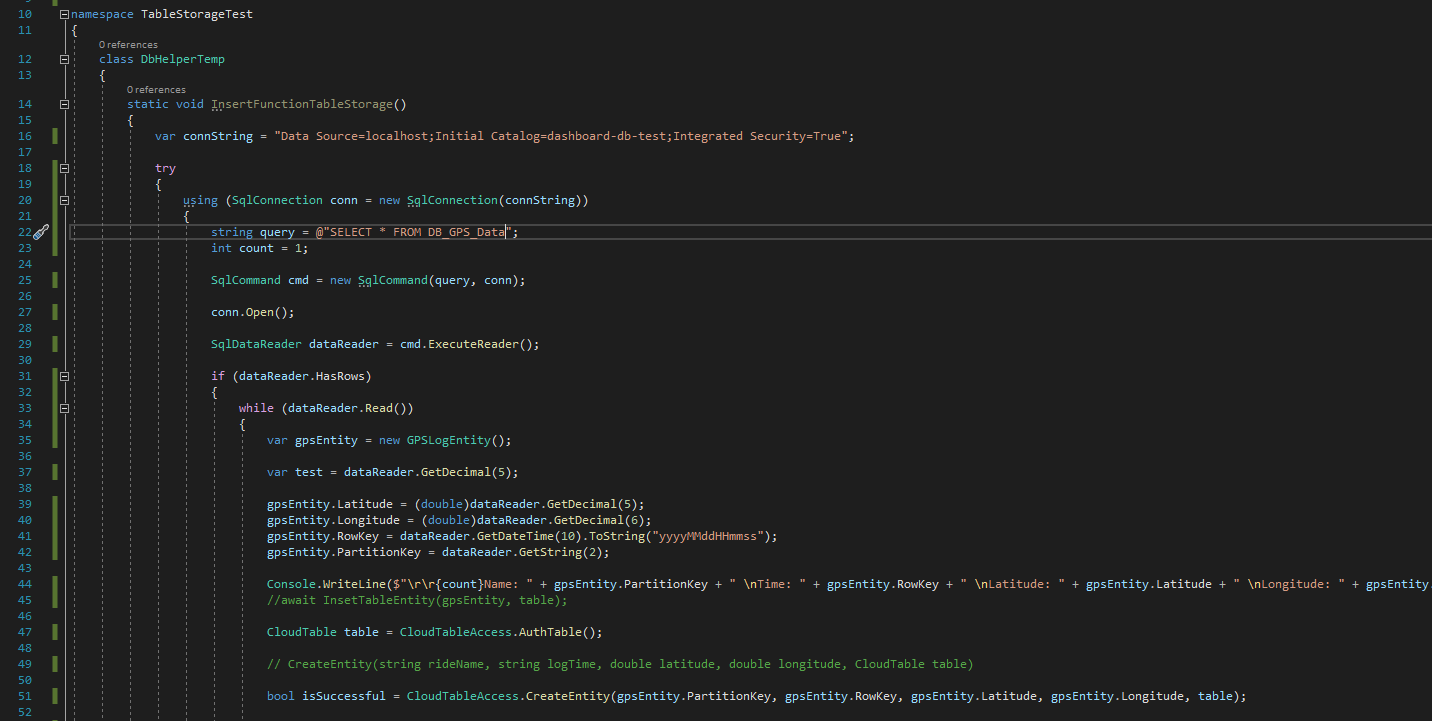 10 namespace TableStorageTest
11 {
0 references
12 class DbHelperTemp
13 {
0 references
14 static void InsertFunctionTableStorage()
15 {
16 var connString = "Data Source=localhost;Initial Catalog=dashboard-db-test;Integrated Security=True";
17
18 try
19 {
20 using (SqlConnection conn = new SqlConnection(connString))
21 {
22 string query = @"SELECT * FROM DB_GPS_Data";
23 int count = 1;
24
25 SqlCommand cmd = new SqlCommand(query, conn);
26
27 conn.Open();
28
29 SqlDataReader dataReader = cmd.ExecuteReader();
30
31 if (dataReader.HasRows)
32 {
33 while (dataReader.Read())
34 {
35 var gpsEntity = new GPSLogEntity();
36
37 var test = dataReader.GetDecimal(5);
38
39 gpsEntity.Latitude = (double)dataReader.GetDecimal(5);
40 gpsEntity.Longitude = (double)dataReader.GetDecimal(6);
41 gpsEntity.RowKey = dataReader.GetDateTime(10).ToString("yyyyMMddHHmmss");
42 gpsEntity.PartitionKey = dataReader.GetString(2);
43
44 Console.WriteLine($"\r\r{count}Name: " + gpsEntity.PartitionKey + " \nTime: " + gpsEntity.RowKey + " \nLatitude: " + gpsEntity.Latitude + " \nLongitude: " + gpsEntity.
45 //await InsetTableEntity(gpsEntity, table);
46
47 CloudTable table = CloudTableAccess.AuthTable();
48
49 // CreateEntity(string rideName, string logTime, double latitude, double longitude, CloudTable table)
50
51 bool isSuccessful = CloudTableAccess.CreateEntity(gpsEntity.PartitionKey, gpsEntity.RowKey, gpsEntity.Latitude, gpsEntity.Longitude, table);
52